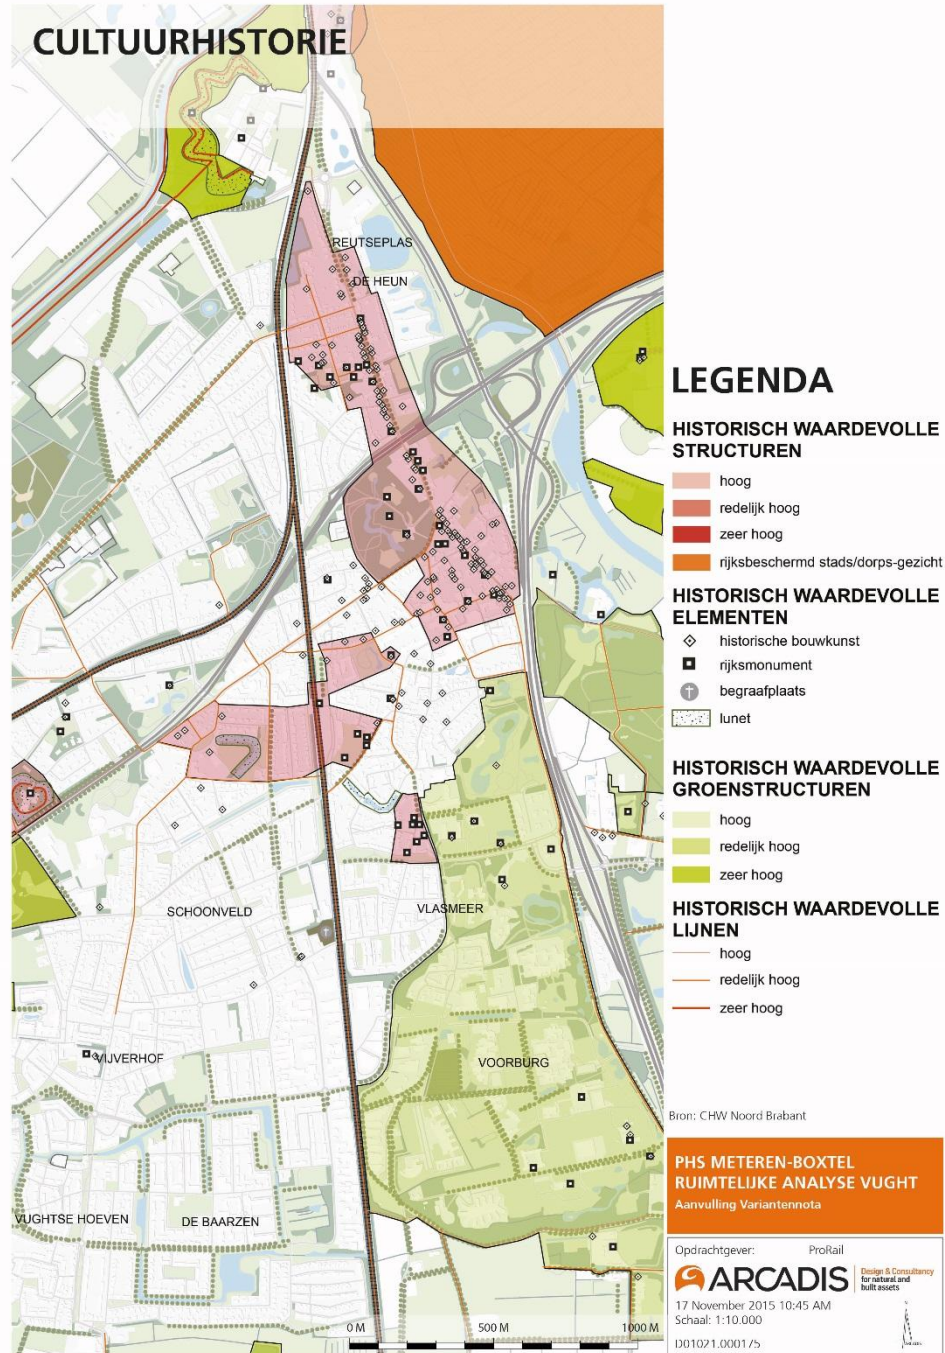 CULTUURHISTORIE
REUTSEPLAS
DE HEUN
SCHOONVELD
VLASMEER
VIJVERHOF
VOORBURG
VUGHTSE HOEVEN
DE BAARZEN
0 M
500 M
1000 M
LEGENDA
HISTORISCH WAARDEVOLLE
STRUCTUREN
hoog
redelijk hoog
zeer hoog
rijksbeschermd stads/dorps-gezicht
HISTORISCH WAARDEVOLLE
ELEMENTEN
historische bouwkunst
rijksmonument
begraafplaats
lunet
HISTORISCH WAARDEVOLLE
GROENSTRUCTUREN
hoog
redelijk hoog
zeer hoog
HISTORISCH WAARDEVOLLE
LIJNEN
hoog
redelijk hoog
zeer hoog
Bron: CHW Noord Brabant
PHS METEREN-BOXTEL
RUIMTELIJKE ANALYSE VUGHT
Aanvulling Variantennota
Opdrachtgever: ProRail
ARCADIS
Design & Consultancy
for natural and
built assets
17 November 2015 10:45 AM
Schaal: 1:10.000
D01021.000175